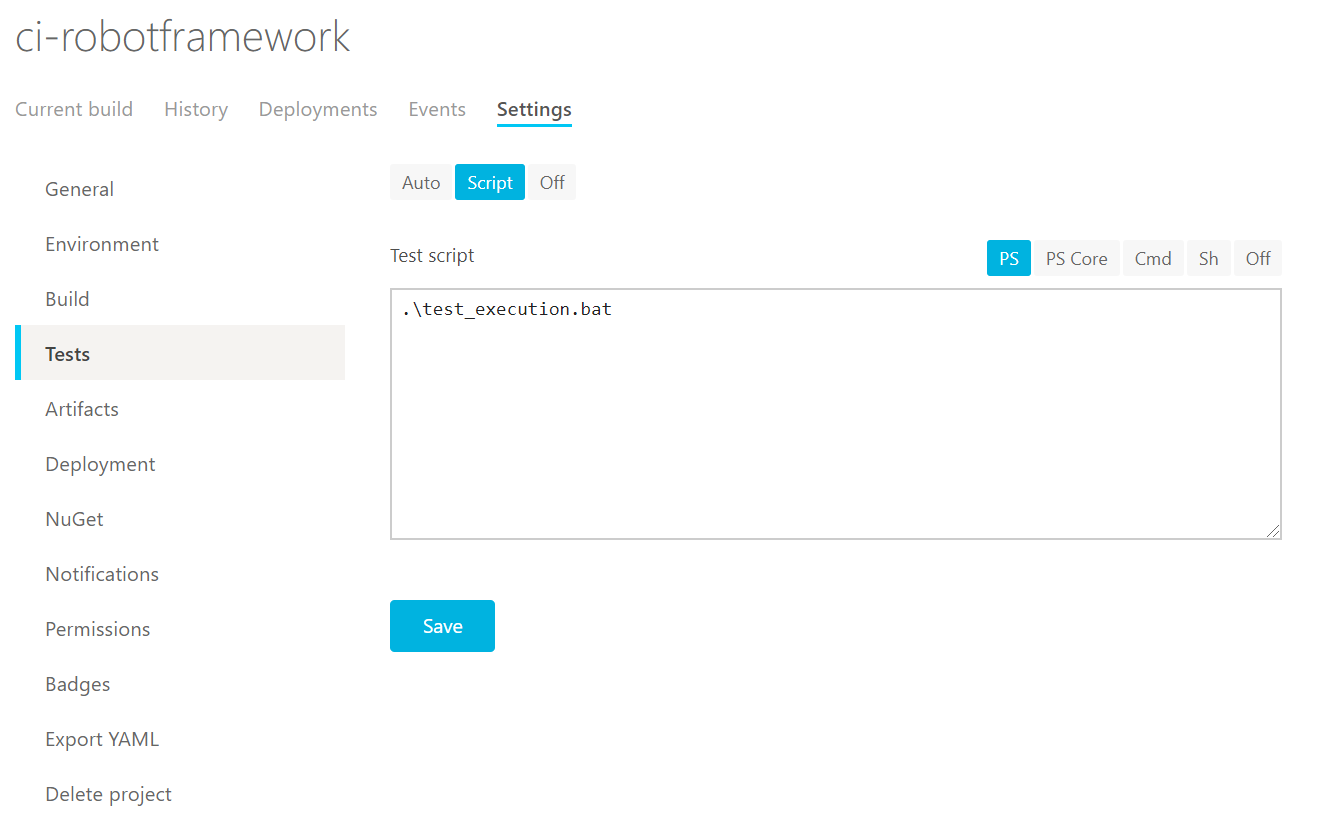 ci-robotframework
Current build History Deployments Events Settings
General
Environment
Build
Tests
Artifacts
Deployment
NuGet
Notifications
Permissions
Badges
Export YAML
Delete project
Auto Script Off
Test script PS PS Core Cmd Sh Off
.\test_execution.bat
Save